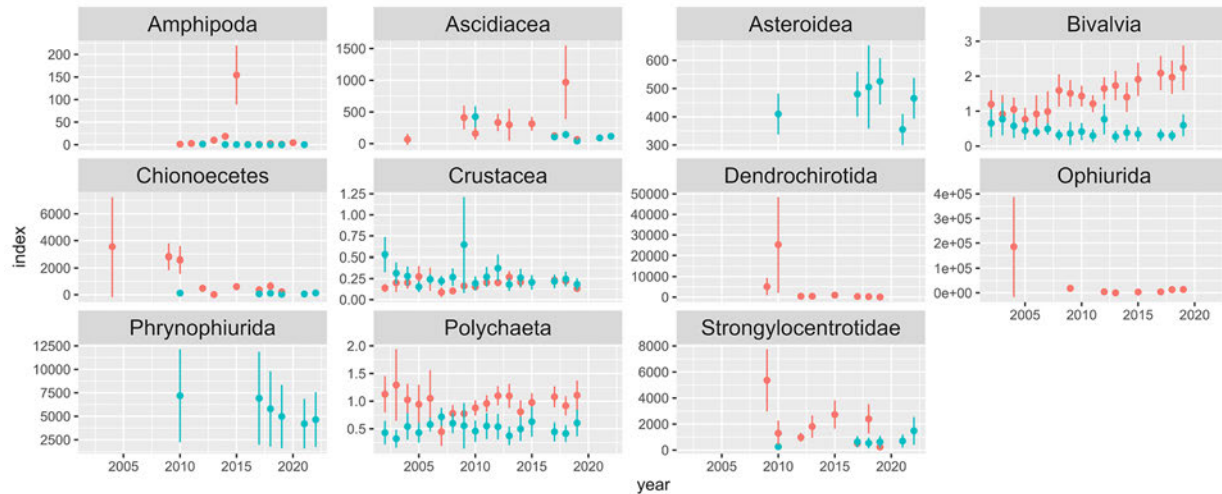 Amphipoda
Ascidiacea
Asteroidea
Bivalvia
200
150
100
50
0
1500
1000
500
0
600
500
400
300
3
2
1
0
Chionoecetes
Crustacea
Dendrochirotida
Ophiurida
6000
4000
2000
0
1.25
1.00
0.75
0.50
0.25
0.00
50000
40000
30000
20000
10000
0
4e+05
3e+05
2e+05
1e+05
0e+00
2005 2010 2015 2020
index
Phrynophiurida
Polychaeta
Strongylocentrotidae
12500
10000
7500
5000
2500
2.0
1.5
1.0
0.5
8000
6000
4000
2000
0
2005 2010 2015 2020
2005 2010 2015 2020
2005 2010 2015 2020
year